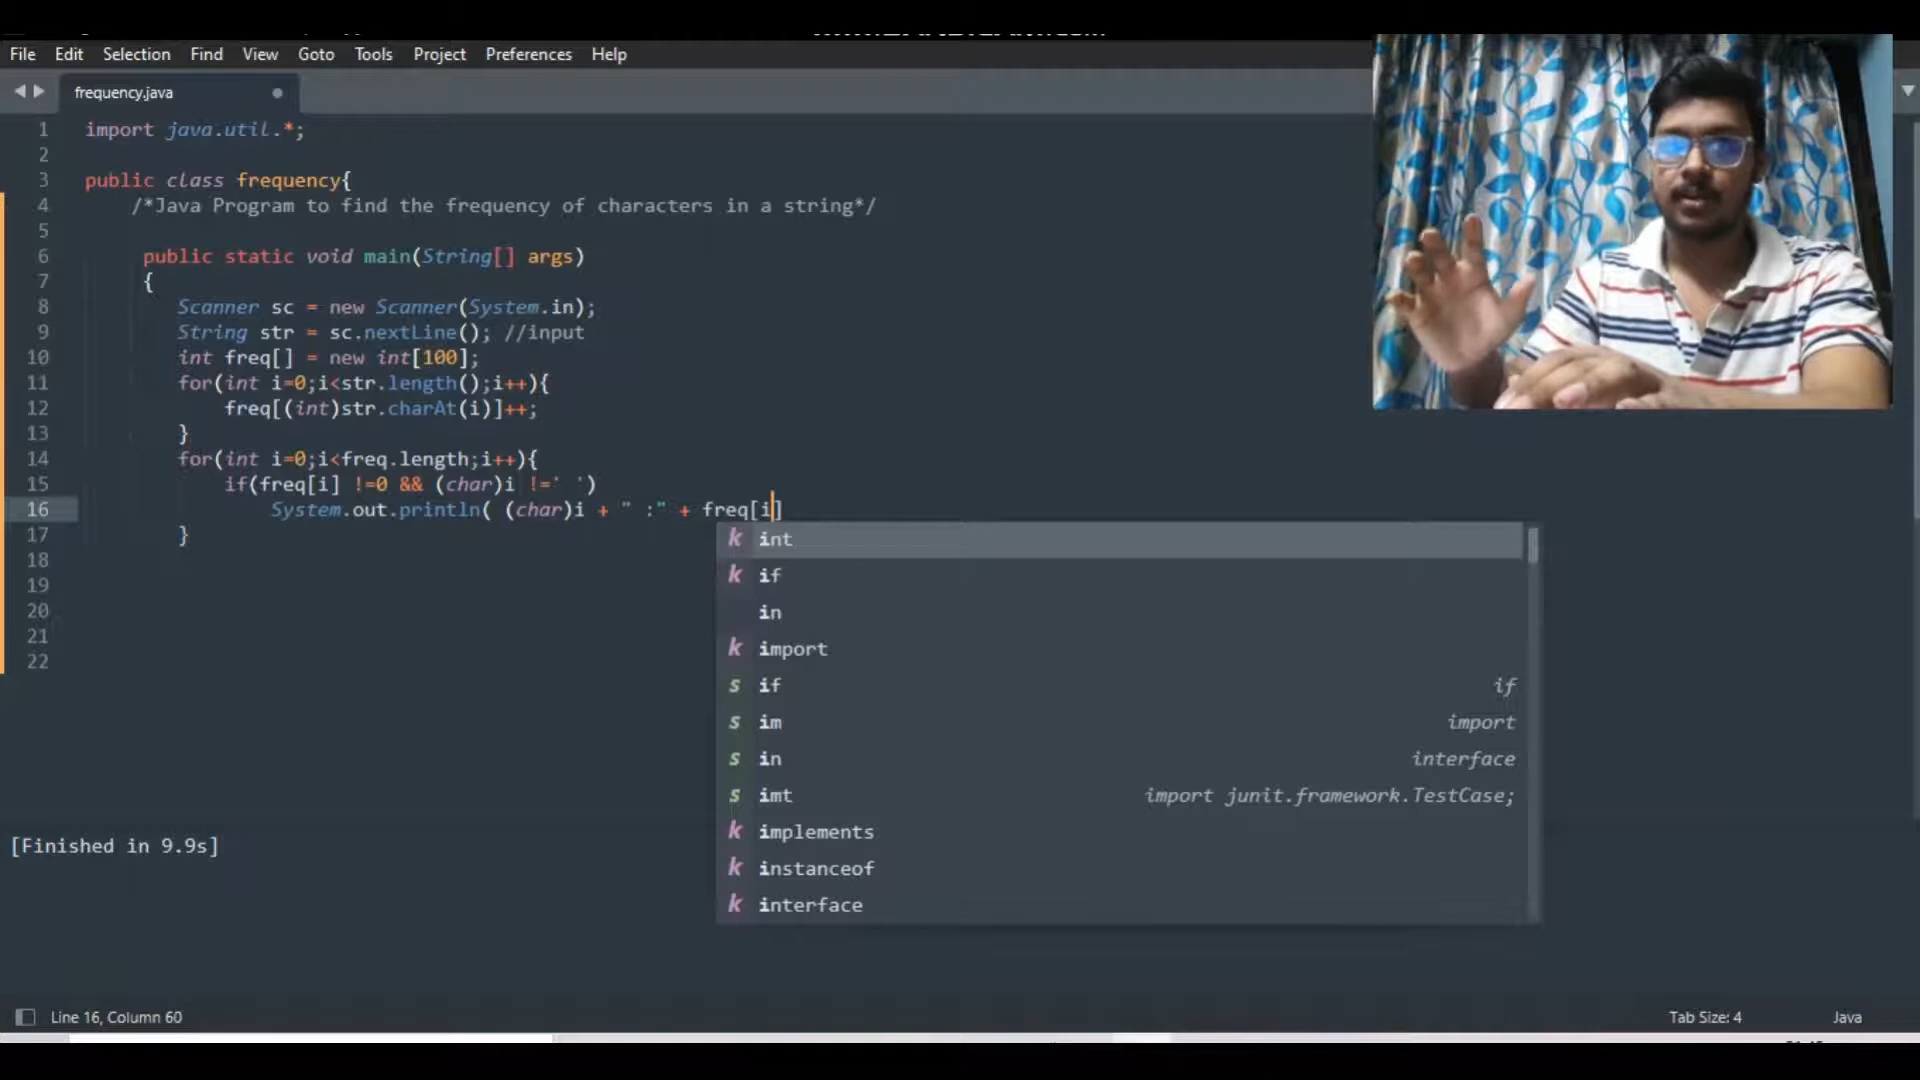 File Edit Selection Find View Goto Tools Project Preferences Help
frequency.java
1 import java.util.*;
2
3 public class frequency{
4 /*Java Program to find the frequency of characters in a string*/
5
6 public static void main(String[] args)
7 {
8 Scanner sc = new Scanner(System.in);
9 String str = sc.nextLine(); //input
10 int freq[] = new int[100];
11 for(int i=0;i<str.length();i++){
12 freq[(int)str.charAt(i)]++;
13 }
14 for(int i=0;i<freq.length;i++){
15 if(freq[i] !=0 && (char)i !=' ')
16 System.out.println( (char)i + " :" + freq[i]
17 }
18
19
20
21
22
k int
k if
in
k import
s if if
s im import
s in interface
s imt import junit.framework.TestCase;
k implements
k instanceof
k interface
[Finished in 9.9s]
Line 16, Column 60 Tab Size: 4 Java